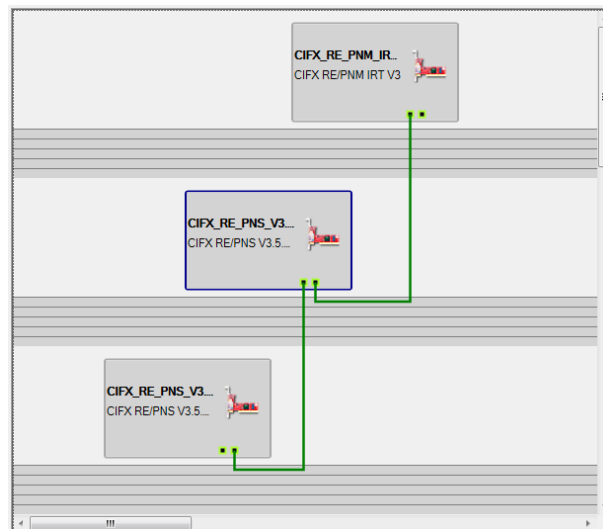 CIFX_RE_PNM_IR...
CIFX RE/PNM IRT V3
CIFX_RE_PNS_V3....
CIFX RE/PNS V3.5...
CIFX_RE_PNS_V3....
CIFX RE/PNS V3.5...